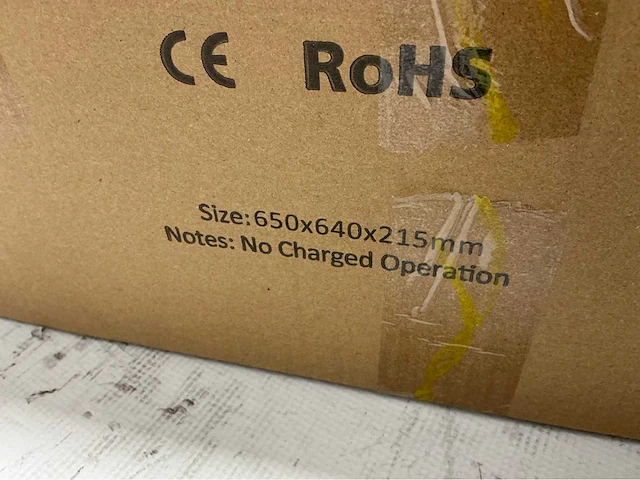 CE RoHS
Size:650x640x215mm
Notes: No Charged Operation